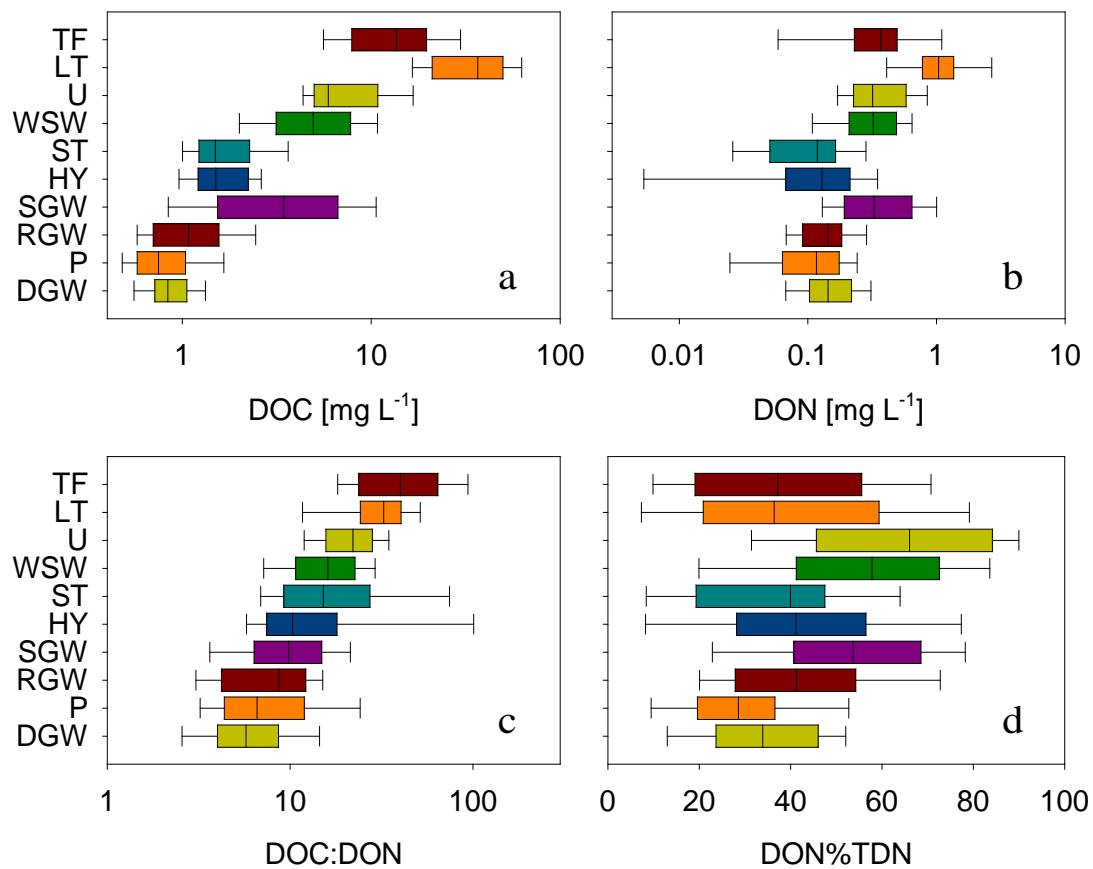 TF
LT
U
WSW
ST
HY
SGW
RGW
P
DGW
a
b
1 10 100
0.01 0.1 1 10
DOC [mg L⁻¹]
DON [mg L⁻¹]
TF
LT
U
WSW
ST
HY
SGW
RGW
P
DGW
c
d
1 10 100
0 20 40 60 80 100
DOC:DON
DON%TDN